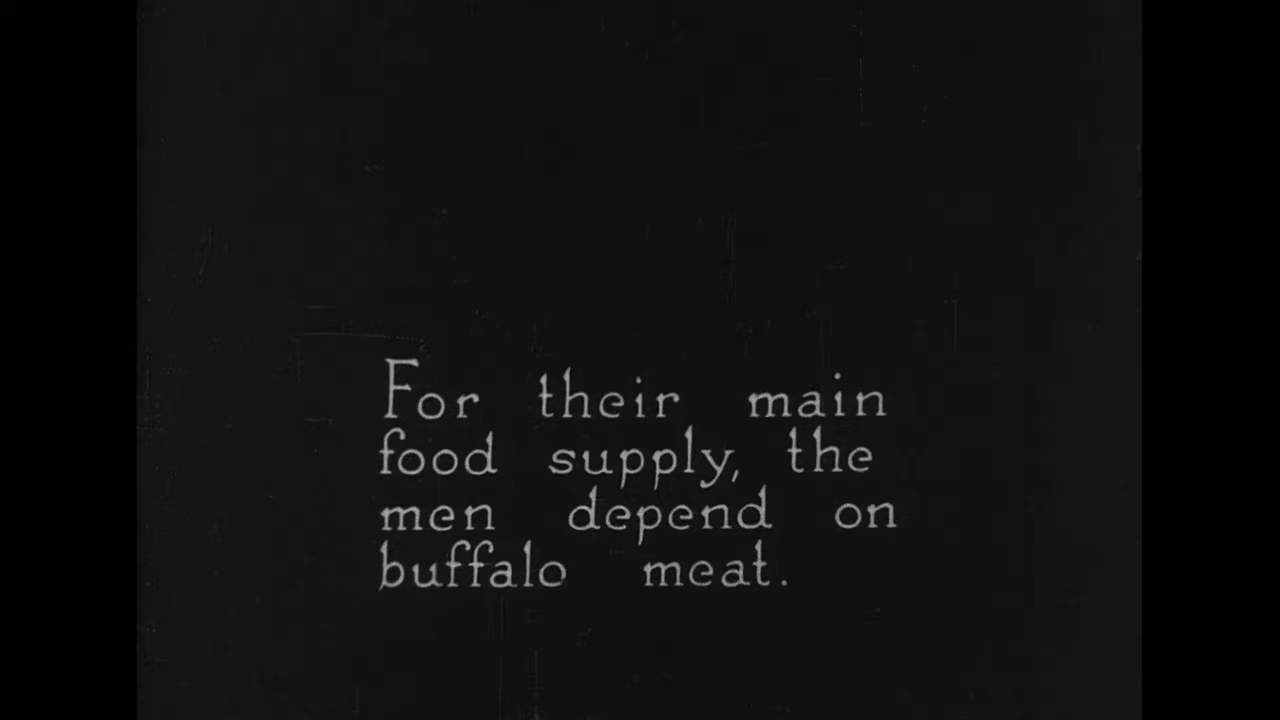 For their main
food supply, the
men depend on
buffalo meat.